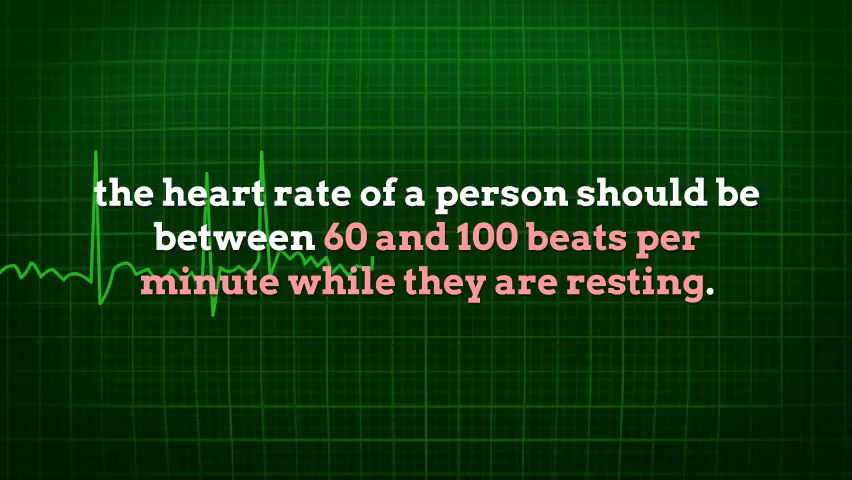 the heart rate of a person should be
between 60 and 100 beats per
minute while they are resting.